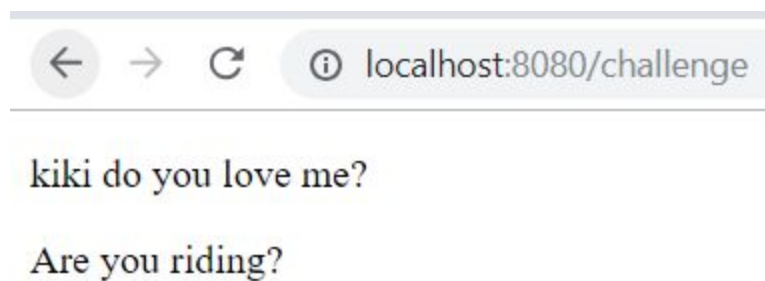 localhost:8080/challenge
kiki do you love me?
Are you riding?